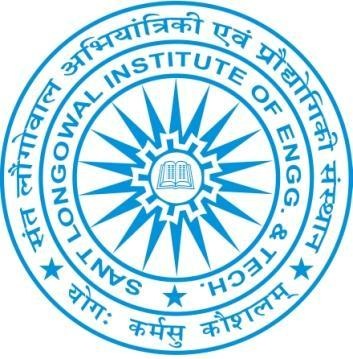 संत लौंगोवाल अभियांत्रिकी एवं प्रौद्योगिकी संस्थान
SANT LONGOWAL INSTITUTE OF ENGG. & TECH.
योगः कर्मसु कौशलम्